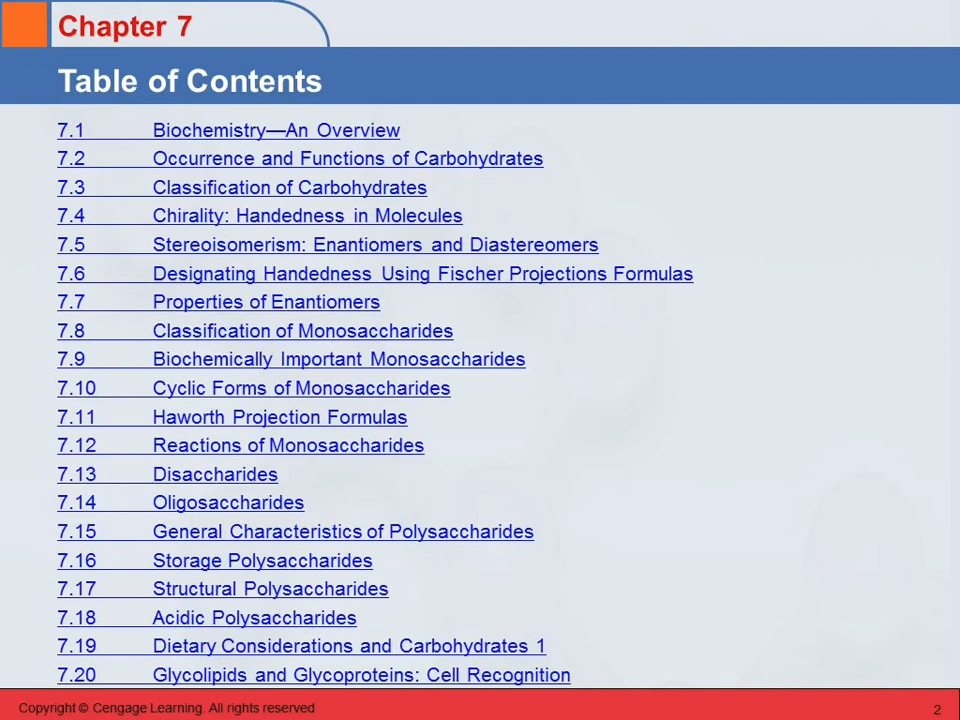 Chapter 7
Table of Contents
7.1 Biochemistry—An Overview
7.2 Occurrence and Functions of Carbohydrates
7.3 Classification of Carbohydrates
7.4 Chirality: Handedness in Molecules
7.5 Stereoisomerism: Enantiomers and Diastereomers
7.6 Designating Handedness Using Fischer Projections Formulas
7.7 Properties of Enantiomers
7.8 Classification of Monosaccharides
7.9 Biochemically Important Monosaccharides
7.10 Cyclic Forms of Monosaccharides
7.11 Haworth Projection Formulas
7.12 Reactions of Monosaccharides
7.13 Disaccharides
7.14 Oligosaccharides
7.15 General Characteristics of Polysaccharides
7.16 Storage Polysaccharides
7.17 Structural Polysaccharides
7.18 Acidic Polysaccharides
7.19 Dietary Considerations and Carbohydrates 1
7.20 Glycolipids and Glycoproteins: Cell Recognition
Copyright © Cengage Learning. All rights reserved 2